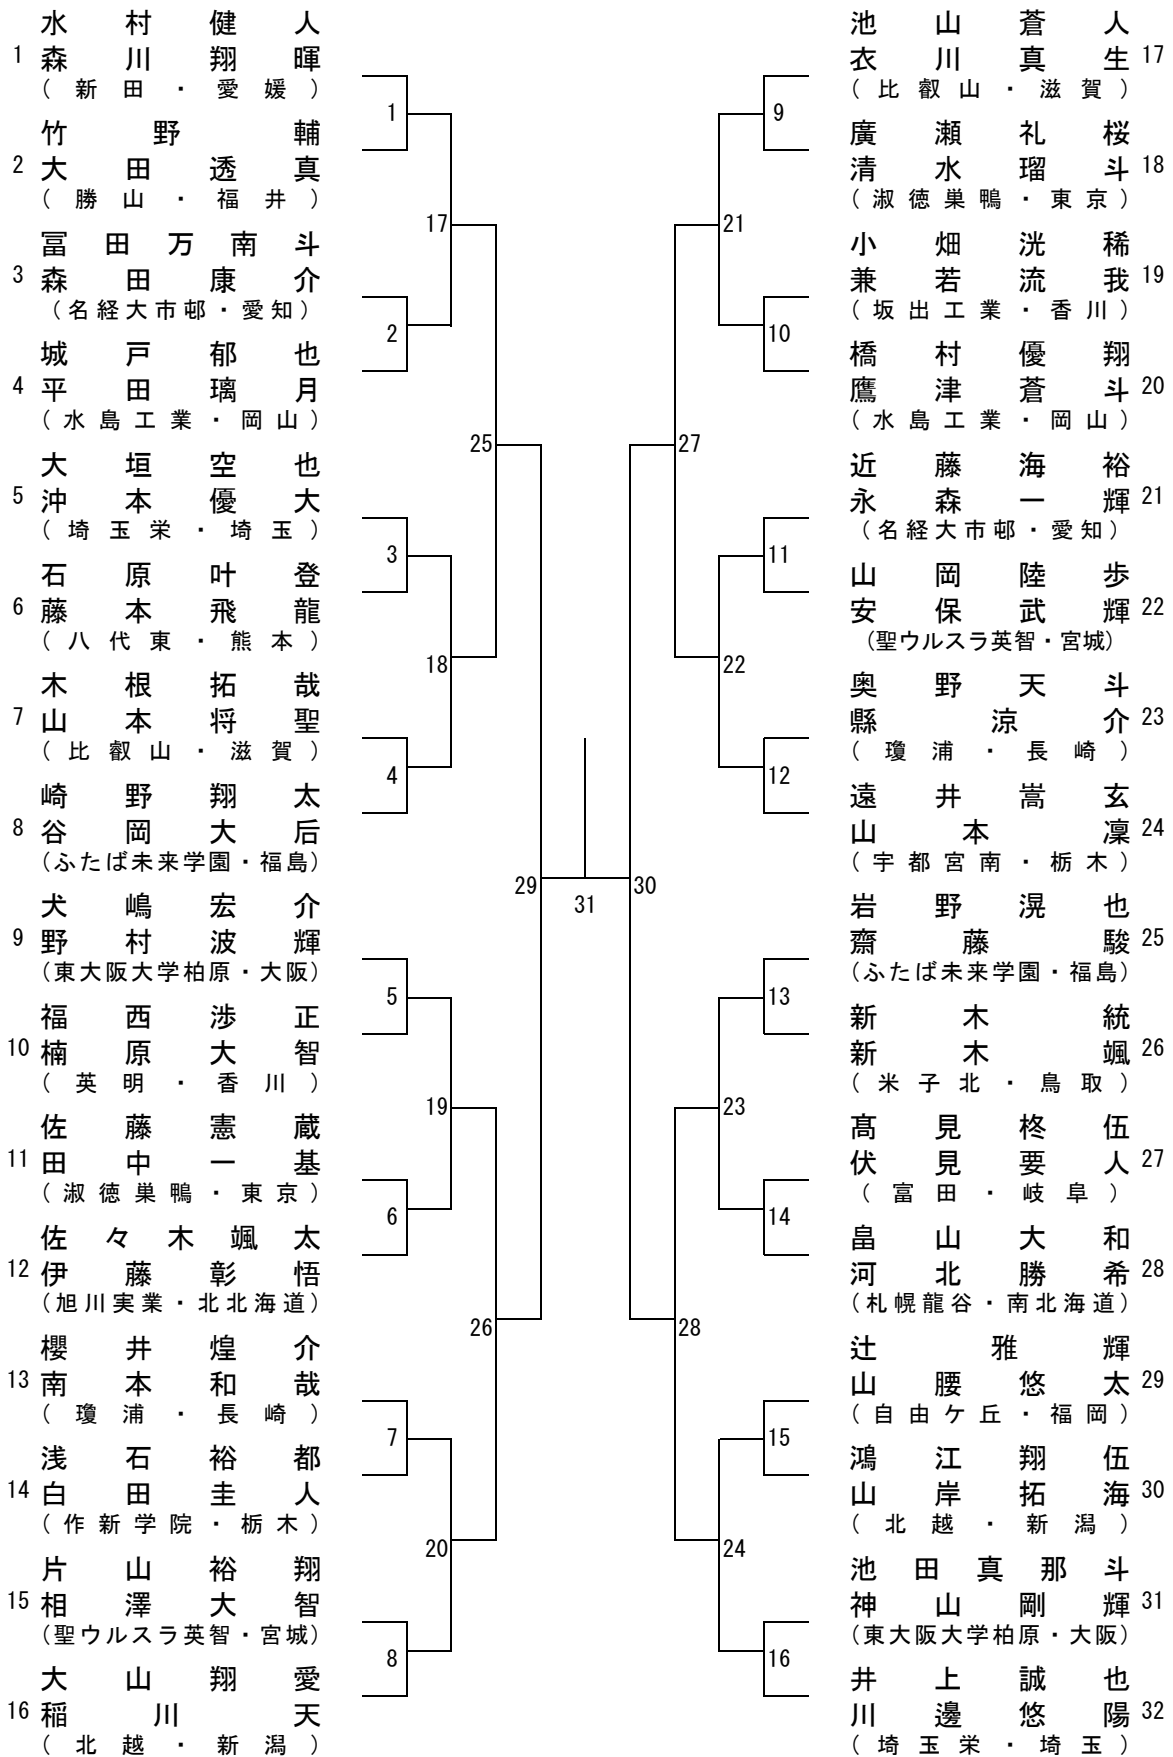 水村健人
1 森川翔暉
(新田・愛媛)
竹野輔
2 大田透真
(勝山・福井)
冨田万南斗
3 森田康介
(名経大市邨・愛知)
城戸郁也
4 平田璃月
(水島工業・岡山)
大垣空也
5 沖本優大
(埼玉栄・埼玉)
石原叶登
6 藤本飛龍
(八代東・熊本)
木根拓哉
7 山本将聖
(比叡山・滋賀)
崎野翔太
8 谷岡大后
(ふたば未来学園・福島)
犬嶋宏介
9 野村波輝
(東大阪大学柏原・大阪)
福西渉正
10 楠原大智
(英明・香川)
佐藤憲蔵
11 田中一基
(淑徳巣鴨・東京)
佐々木颯太
12 伊藤彰悟
(旭川実業・北北海道)
櫻井煌介
13 南本和哉
(瓊浦・長崎)
浅石裕都
14 白田圭人
(作新学院・栃木)
片山裕翔
15 相澤大智
(聖ウルスラ英智・宮城)
大山翔愛
16 稲川天
(北越・新潟)
1
17
2
25
3
18
4
29
5
19
6
26
7
20
8
31
9
21
10
27
11
22
12
30
13
23
14
28
15
24
16
池山蒼人
衣川真生 17
(比叡山・滋賀)
廣瀬礼桜
清水瑠斗 18
(淑徳巣鴨・東京)
小畑洸稀
兼若流我 19
(坂出工業・香川)
橋村優翔
鷹津蒼斗 20
(水島工業・岡山)
近藤海裕
永森一輝 21
(名経大市邨・愛知)
山岡陸歩
安保武輝 22
(聖ウルスラ英智・宮城)
奥野天斗
縣涼介 23
(瓊浦・長崎)
遠井嵩玄
山本凜 24
(宇都宮南・栃木)
岩野滉也
齋藤駿 25
(ふたば未来学園・福島)
新木統
新木颯 26
(米子北・鳥取)
髙見柊伍
伏見要人 27
(富田・岐阜)
畠山大和
河北勝希 28
(札幌龍谷・南北海道)
辻雅輝
山腰悠太 29
(自由ケ丘・福岡)
鴻江翔伍
山岸拓海 30
(北越・新潟)
池田真那斗
神山剛輝 31
(東大阪大学柏原・大阪)
井上誠也
川邊悠陽 32
(埼玉栄・埼玉)